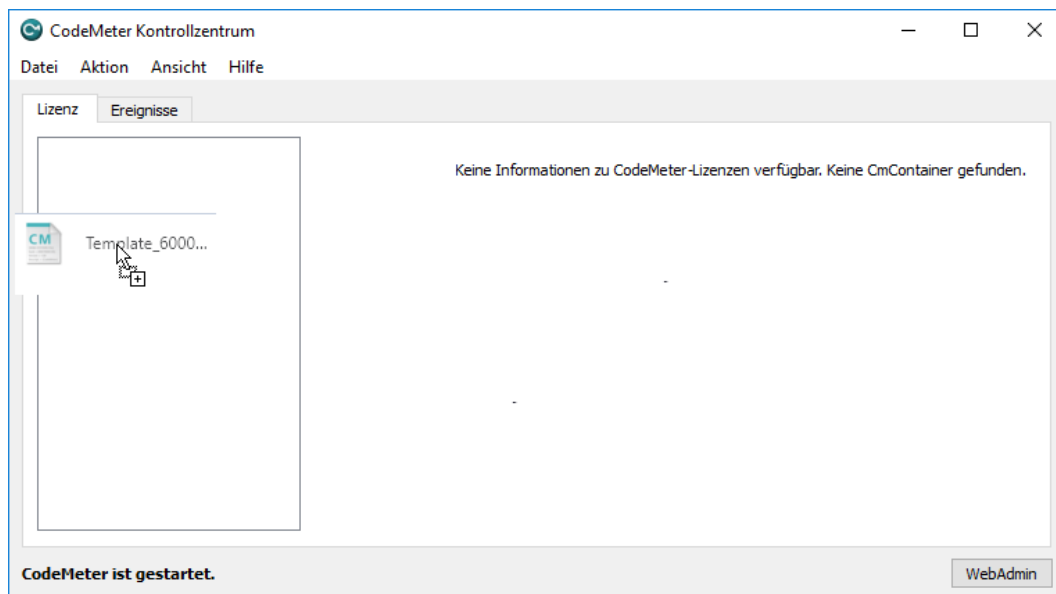 CodeMeter Kontrollzentrum
Datei Aktion Ansicht Hilfe
Lizenz Ereignisse
Keine Informationen zu CodeMeter-Lizenzen verfügbar. Keine CmContainer gefunden.
CM Template_6000...
-
-
CodeMeter ist gestartet. WebAdmin